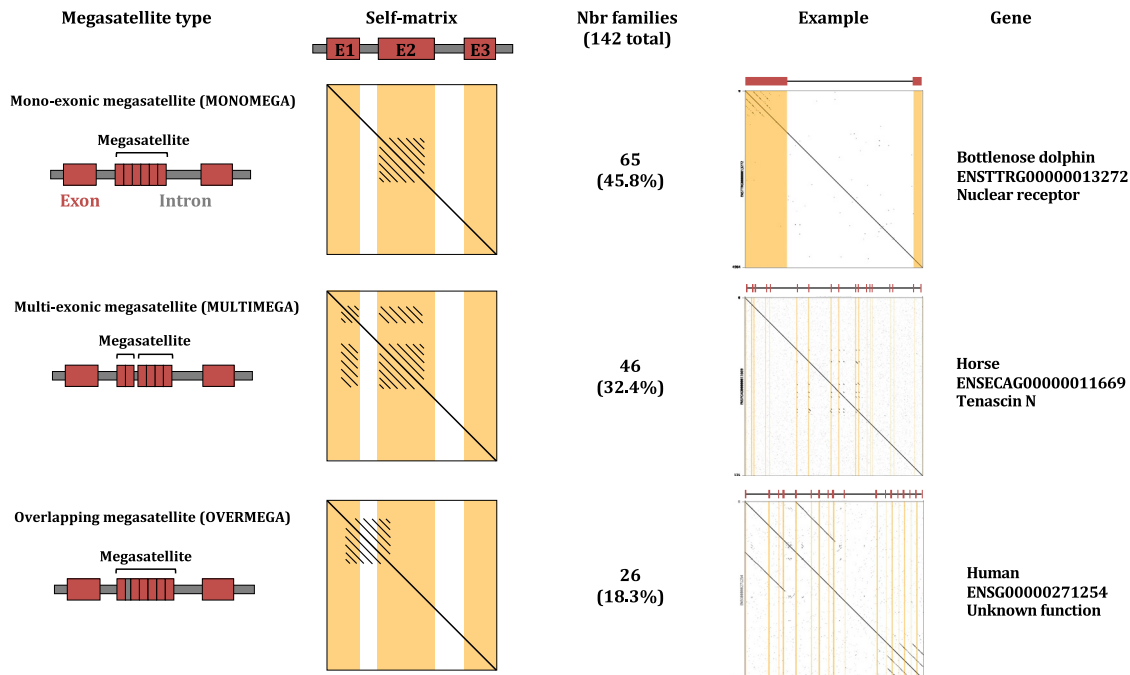 Megasatellite type
Self-matrix
Nbr families
(142 total)
Example
Gene
E1 E2 E3
Mono-exonic megasatellite (MONOMEGA)
Megasatellite
Exon
Intron
65
(45.8%)
Bottlenose dolphin
ENSTTRG00000013272
Nuclear receptor
Multi-exonic megasatellite (MULTIMEGA)
Megasatellite
46
(32.4%)
Horse
ENSECAG00000011669
Tenascin N
Overlapping megasatellite (OVERMEGA)
Megasatellite
26
(18.3%)
Human
ENSG00000271254
Unknown function